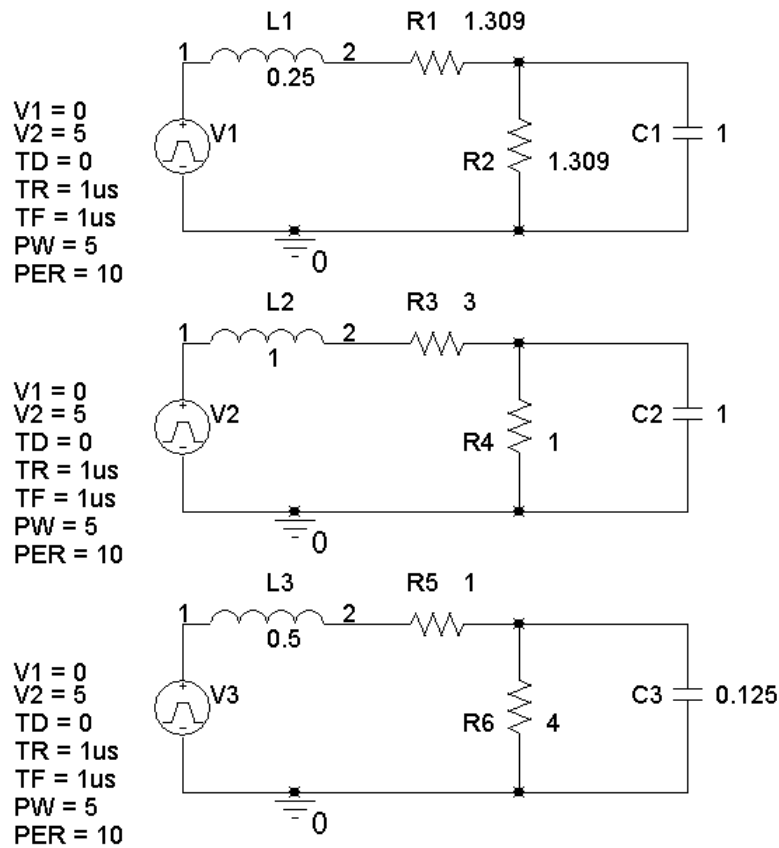 L1 R1 1.309
1 2
0.25
V1 = 0
V2 = 5
TD = 0
TR = 1us
TF = 1us
PW = 5
PER = 10
V1
R2 1.309
C1 1
0
L2 R3 3
1 2
1
V1 = 0
V2 = 5
TD = 0
TR = 1us
TF = 1us
PW = 5
PER = 10
V2
R4 1
C2 1
0
L3 R5 1
1 2
0.5
V1 = 0
V2 = 5
TD = 0
TR = 1us
TF = 1us
PW = 5
PER = 10
V3
R6 4
C3 0.125
0